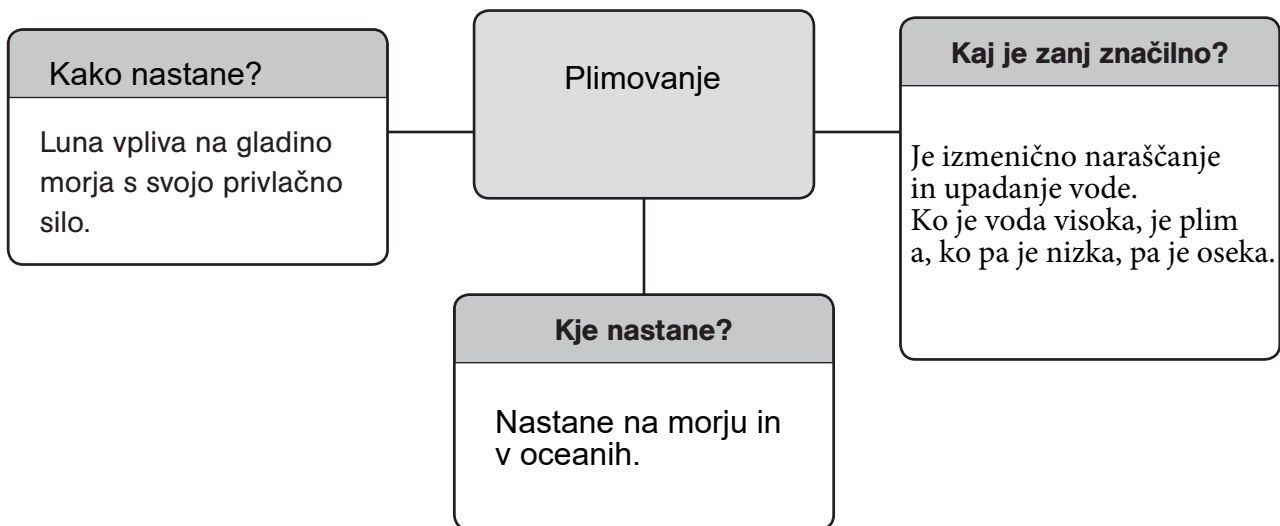 Plimovanje
Kako nastane?
Luna vpliva na gladino
morja s svojo privlačno
silo.
Kaj je zanj značilno?
Je izmenično naraščanje
in upadanje vode.
Ko je voda visoka, je plim
a, ko pa je nizka, pa je oseka.
Kje nastane?
Nastane na morju in
v oceanih.